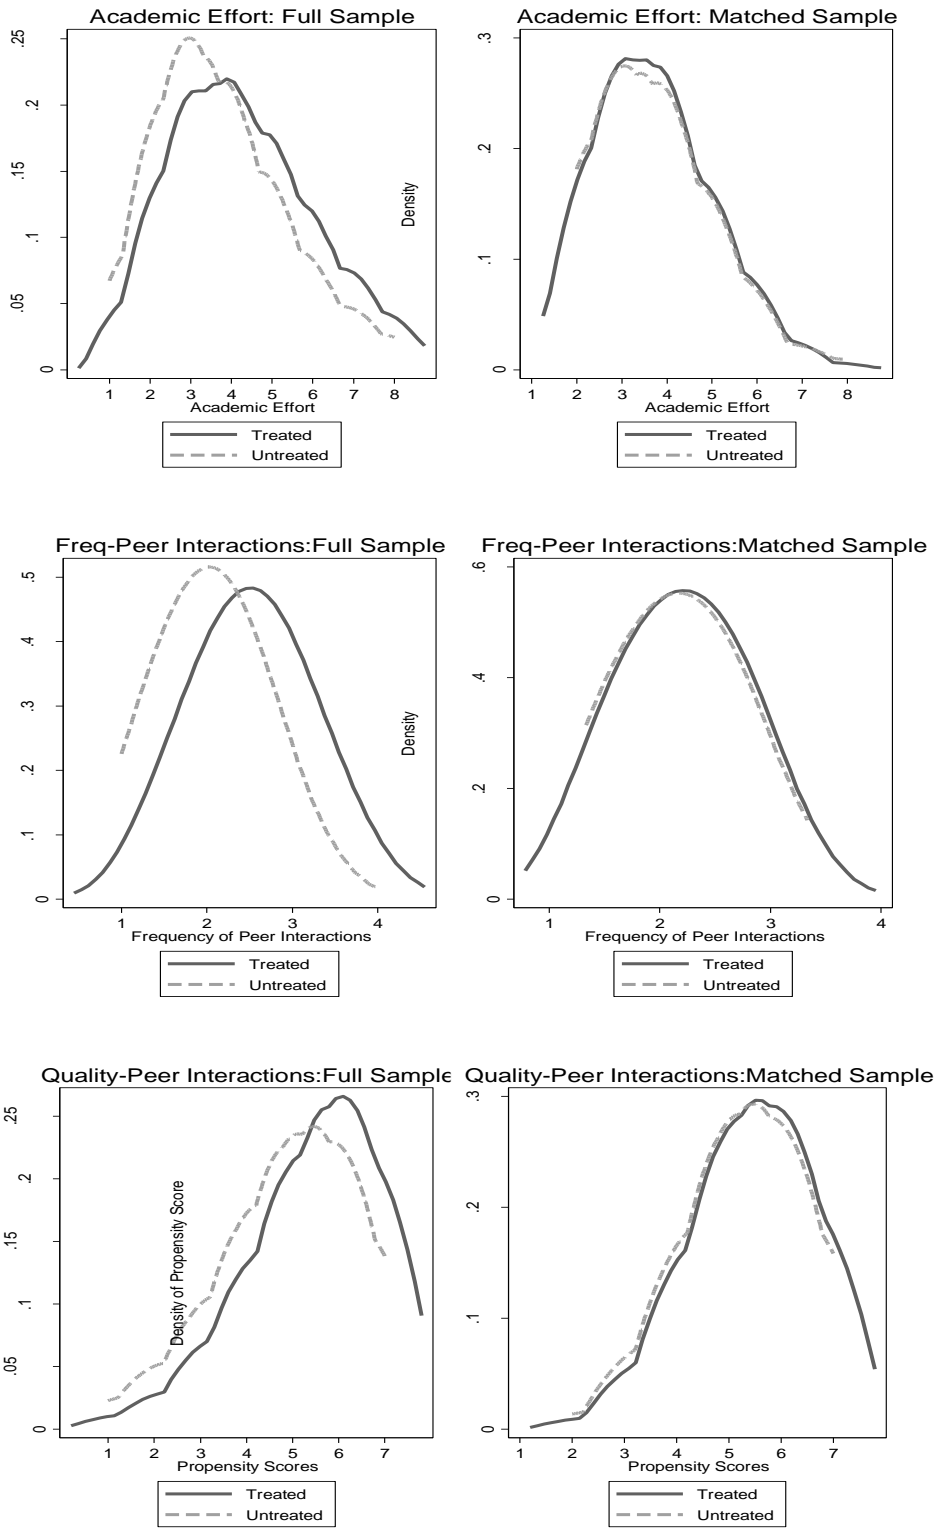 Academic Effort: Full Sample
.25
.2
.15
.1
.05
0
Density
1 2 3 4 5 6 7 8
Academic Effort
Treated
Untreated
Academic Effort: Matched Sample
.3
.2
.1
0
1 2 3 4 5 6 7 8
Academic Effort
Treated
Untreated
Freq-Peer Interactions:Full Sample
.5
.4
.3
.2
.1
0
Density
1 2 3 4
Frequency of Peer Interactions
Treated
Untreated
Freq-Peer Interactions:Matched Sample
.6
.4
.2
0
1 2 3 4
Frequency of Peer Interactions
Treated
Untreated
Quality-Peer Interactions:Full Sample
.25
.2
.15
.1
.05
0
Density of Propensity Score
1 2 3 4 5 6 7
Propensity Scores
Treated
Untreated
Quality-Peer Interactions:Matched Sample
.3
.2
.1
0
1 2 3 4 5 6 7
Propensity Scores
Treated
Untreated